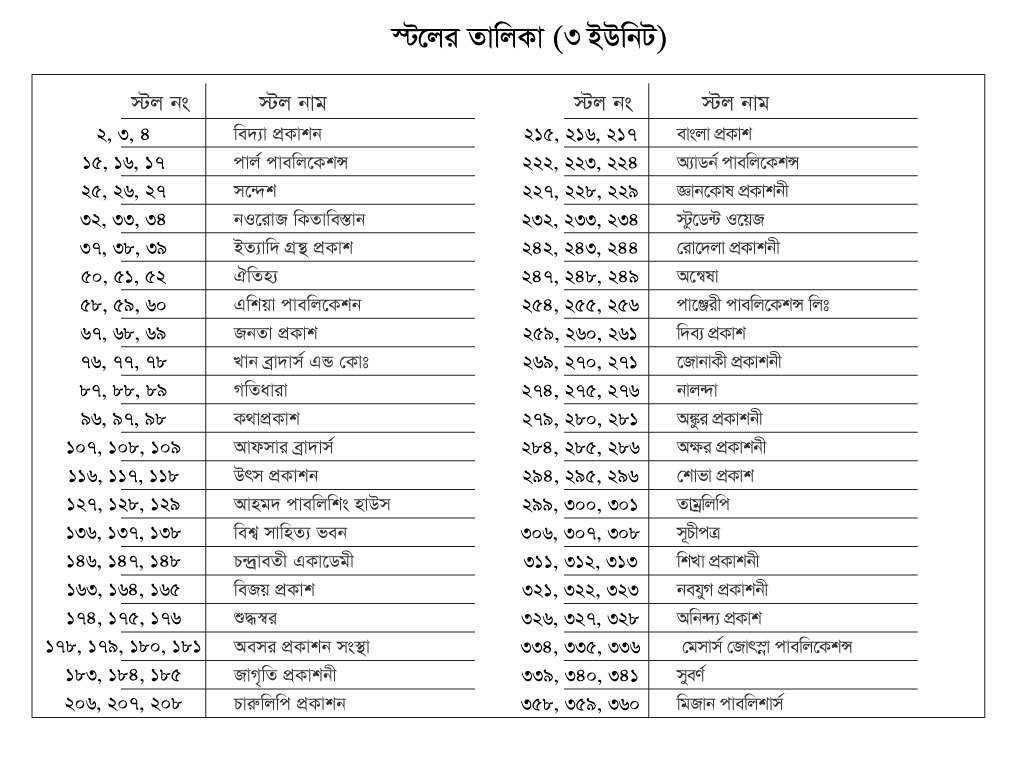 স্টলের তালিকা (৩ ইউনিট)
স্টল নং স্টল নাম
২, ৩, ৪ বিদ্যা প্রকাশন
১৫, ১৬, ১৭ পার্ল পাবলিকেশন্স
২৫, ২৬, ২৭ সন্দেশ
৩২, ৩৩, ৩৪ নওরোজ কিতাবিস্তান
৩৭, ৩৮, ৩৯ ইত্যাদি গ্রন্থ প্রকাশ
৫০, ৫১, ৫২ ঐতিহ্য
৫৮, ৫৯, ৬০ এশিয়া পাবলিকেশন
৬৭, ৬৮, ৬৯ জনতা প্রকাশ
৭৬, ৭৭, ৭৮ খান ব্রাদার্স এন্ড কোঃ
৮৭, ৮৮, ৮৯ গতিধারা
৯৬, ৯৭, ৯৮ কথাপ্রকাশ
১০৭, ১০৮, ১০৯ আফসার ব্রাদার্স
১১৬, ১১৭, ১১৮ উৎস প্রকাশন
১২৭, ১২৮, ১২৯ আহমদ পাবলিশিং হাউস
১৩৬, ১৩৭, ১৩৮ বিশ্ব সাহিত্য ভবন
১৪৬, ১৪৭, ১৪৮ চন্দ্রাবতী একাডেমী
১৬৩, ১৬৪, ১৬৫ বিজয় প্রকাশ
১৭৪, ১৭৫, ১৭৬ শুদ্ধস্বর
১৭৮, ১৭৯, ১৮০, ১৮১ অবসর প্রকাশন সংস্থা
১৮৩, ১৮৪, ১৮৫ জাগৃতি প্রকাশনী
২০৬, ২০৭, ২০৮ চারুলিপি প্রকাশন
স্টল নং স্টল নাম
২১৫, ২১৬, ২১৭ বাংলা প্রকাশ
২২২, ২২৩, ২২৪ অ্যাডর্ন পাবলিকেশন্স
২২৭, ২২৮, ২২৯ জ্ঞানকোষ প্রকাশনী
২৩২, ২৩৩, ২৩৪ স্টুডেন্ট ওয়েজ
২৪২, ২৪৩, ২৪৪ রোদেলা প্রকাশনী
২৪৭, ২৪৮, ২৪৯ অন্বেষা
২৫৪, ২৫৫, ২৫৬ পাঞ্জেরী পাবলিকেশন্স লিঃ
২৫৯, ২৬০, ২৬১ দিব্য প্রকাশ
২৬৯, ২৭০, ২৭১ জোনাকী প্রকাশনী
২৭৪, ২৭৫, ২৭৬ নালন্দা
২৭৯, ২৮০, ২৮১ অঙ্কুর প্রকাশনী
২৮৪, ২৮৫, ২৮৬ অক্ষর প্রকাশনী
২৯৪, ২৯৫, ২৯৬ শোভা প্রকাশ
২৯৯, ৩০০, ৩০১ তাম্রলিপি
৩০৬, ৩০৭, ৩০৮ সূচীপত্র
৩১১, ৩১২, ৩১৩ শিখা প্রকাশনী
৩২১, ৩২২, ৩২৩ নবযুগ প্রকাশনী
৩২৬, ৩২৭, ৩২৮ অনিন্দ্য প্রকাশ
৩৩৪, ৩৩৫, ৩৩৬ মেসার্স জোৎস্না পাবলিকেশন্স
৩৩৯, ৩৪০, ৩৪১ সুবর্ণ
৩৫৮, ৩৫৯, ৩৬০ মিজান পাবলিশার্স